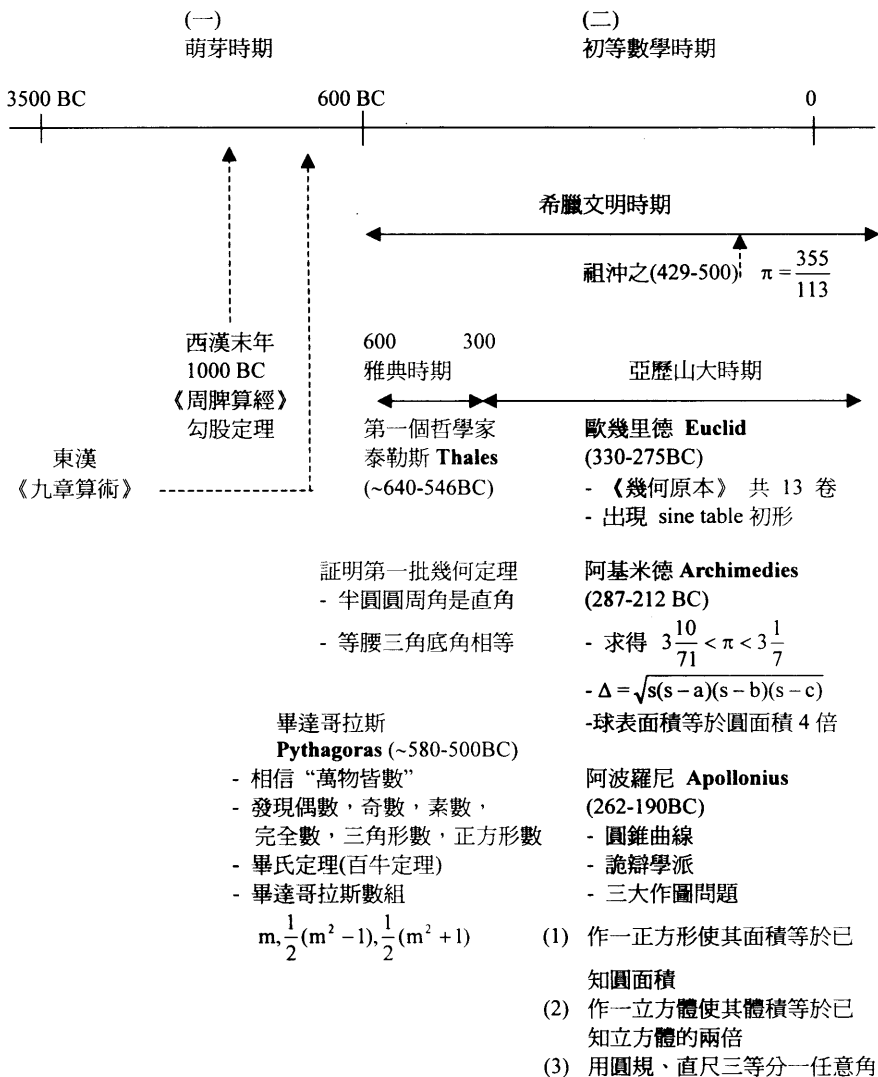 (一)
萌芽時期
(二)
初等數學時期
3500 BC
600 BC
0
希臘文明時期
祖沖之(429-500) π = 355/113
西漢末年
1000 BC
《周脾算經》
勾股定理
東漢
《九章算術》
600 300
雅典時期
亞歷山大時期
第一個哲學家
泰勒斯 Thales
(~640-546BC)
証明第一批幾何定理
- 半圓圓周角是直角
- 等腰三角底角相等
畢達哥拉斯
Pythagoras (~580-500BC)
- 相信 “萬物皆數”
- 發現偶數，奇數，素數，
完全數，三角形數，正方形數
- 畢氏定理(百牛定理)
- 畢達哥拉斯數組
m, 1/2(m² −1), 1/2(m² +1)
歐幾里德 Euclid
(330-275BC)
- 《幾何原本》 共 13 卷
- 出現 sine table 初形
阿基米德 Archimedies
(287-212 BC)
- 求得 3 10/71 < π < 3 1/7
- Δ = √s(s − a)(s − b)(s − c)
-球表面積等於圓面積 4 倍
阿波羅尼 Apollonius
(262-190BC)
- 圓錐曲線
- 詭辯學派
- 三大作圖問題
(1) 作一正方形使其面積等於已
知圓面積
(2) 作一立方體使其體積等於已
知立方體的兩倍
(3) 用圓規、直尺三等分一任意角